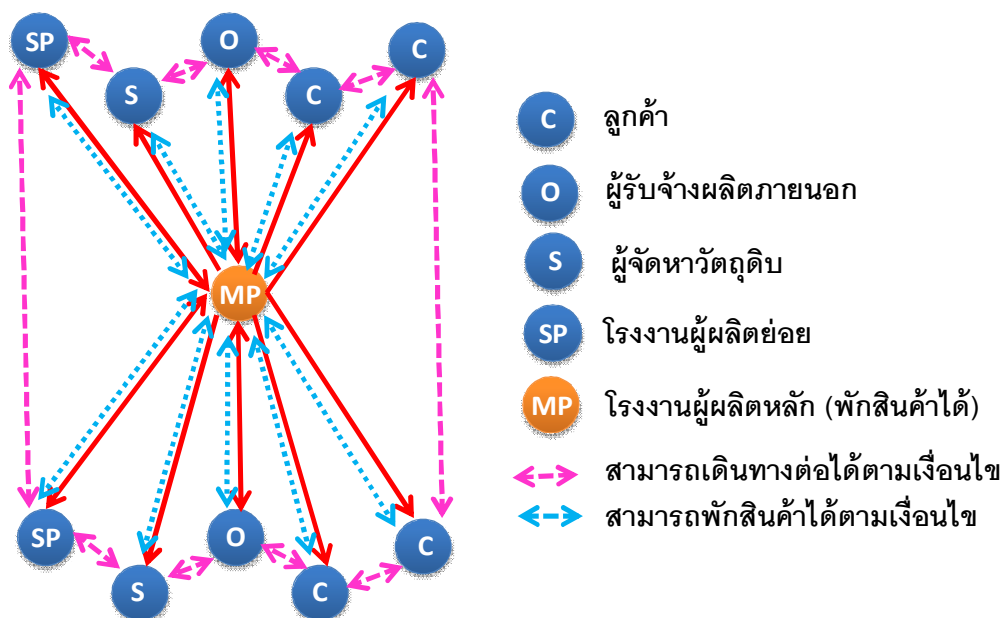 SP
S
O
C
C
MP
SP
S
O
C
C
C ลูกค้า
O ผู้รับจ้างผลิตภายนอก
S ผู้จัดหาวัตถุดิบ
SP โรงงานผู้ผลิตย่อย
MP โรงงานผู้ผลิตหลัก (พักสินค้าได้)
สามารถเดินทางต่อได้ตามเงื่อนไข
สามารถพักสินค้าได้ตามเงื่อนไข